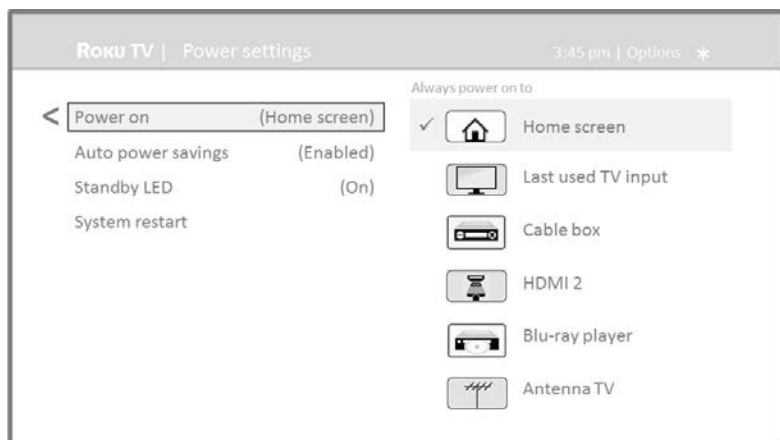 Roku TV | Power settings
3:45 pm | Options *
Always power on to
< Power on (Home screen)
Auto power savings (Enabled)
Standby LED (On)
System restart
✓ Home screen
Last used TV input
Cable box
HDMI 2
Blu-ray player
Antenna TV